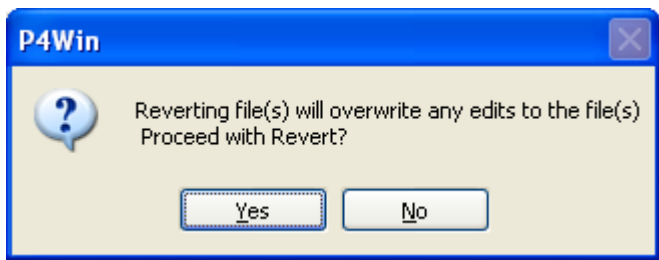 P4Win
Reverting file(s) will overwrite any edits to the file(s)
Proceed with Revert?
Yes No